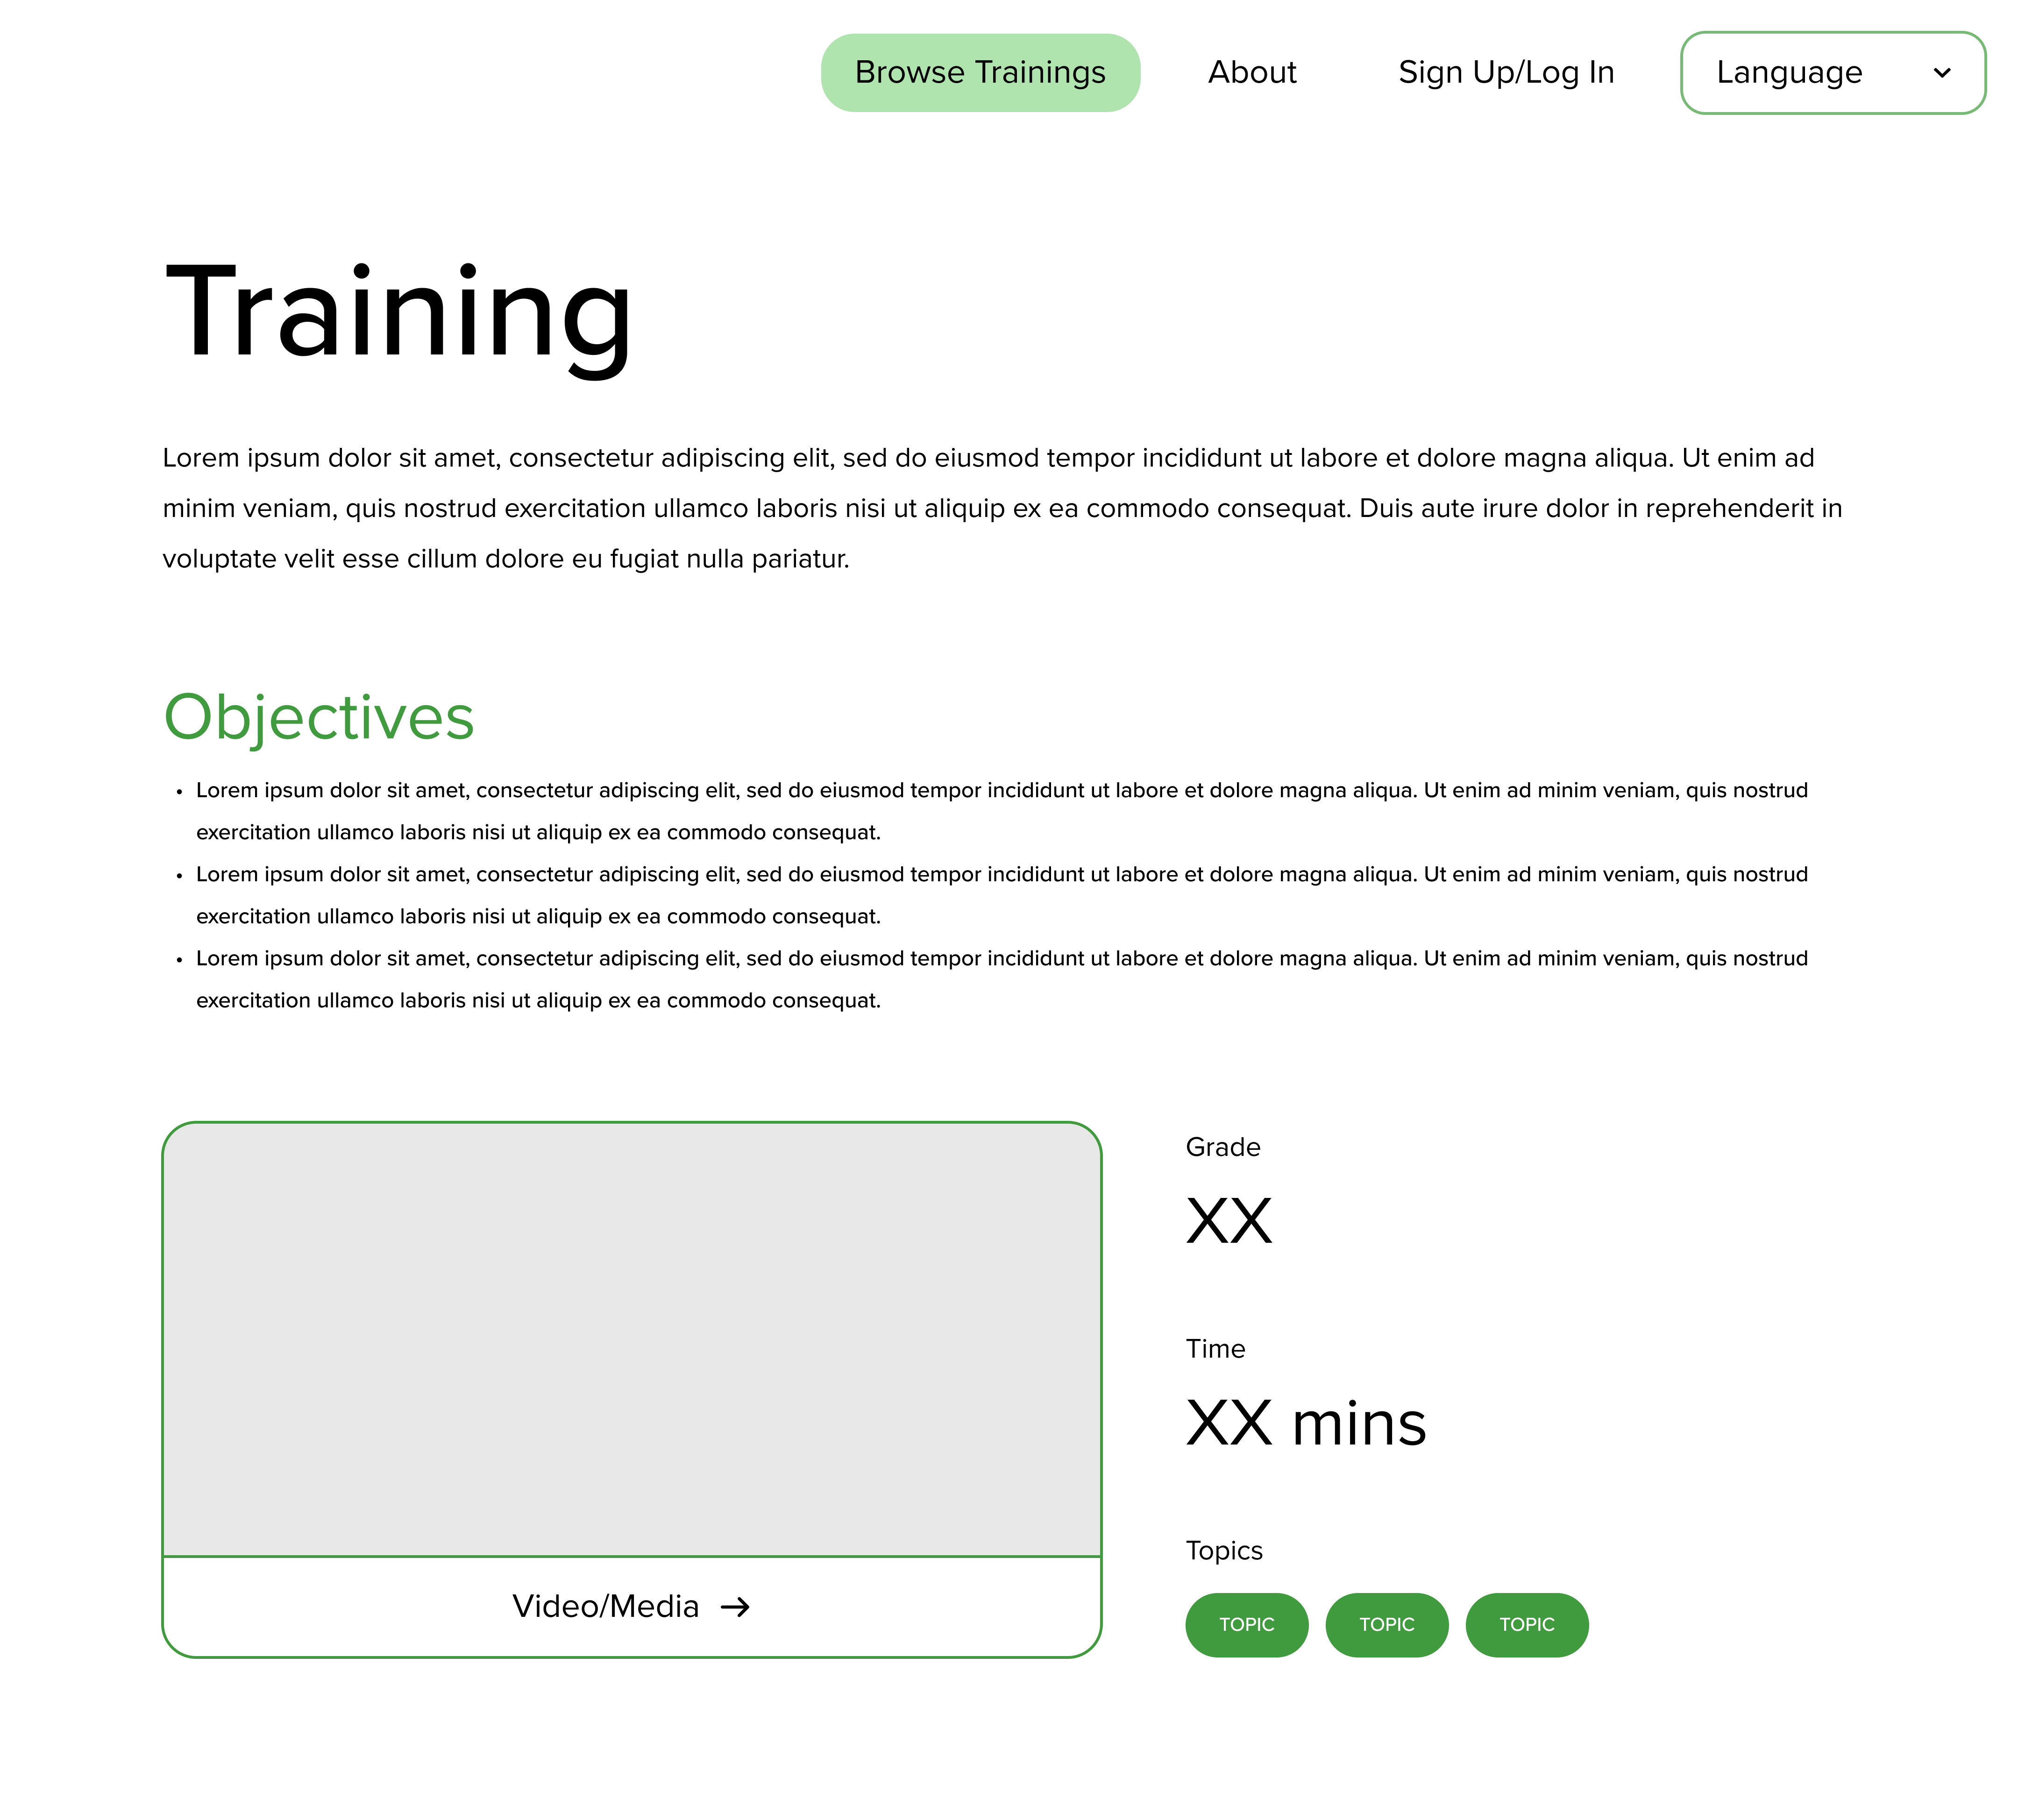 Browse Trainings
About
Sign Up/Log In
Language
Training
Lorem ipsum dolor sit amet, consectetur adipiscing elit, sed do eiusmod tempor incididunt ut labore et dolore magna aliqua. Ut enim ad
minim veniam, quis nostrud exercitation ullamco laboris nisi ut aliquip ex ea commodo consequat. Duis aute irure dolor in reprehenderit in
voluptate velit esse cillum dolore eu fugiat nulla pariatur.
Objectives
• Lorem ipsum dolor sit amet, consectetur adipiscing elit, sed do eiusmod tempor incididunt ut labore et dolore magna aliqua. Ut enim ad minim veniam, quis nostrud
exercitation ullamco laboris nisi ut aliquip ex ea commodo consequat.
• Lorem ipsum dolor sit amet, consectetur adipiscing elit, sed do eiusmod tempor incididunt ut labore et dolore magna aliqua. Ut enim ad minim veniam, quis nostrud
exercitation ullamco laboris nisi ut aliquip ex ea commodo consequat.
• Lorem ipsum dolor sit amet, consectetur adipiscing elit, sed do eiusmod tempor incididunt ut labore et dolore magna aliqua. Ut enim ad minim veniam, quis nostrud
exercitation ullamco laboris nisi ut aliquip ex ea commodo consequat.
Video/Media →
Grade
XX
Time
XX mins
Topics
TOPIC
TOPIC
TOPIC